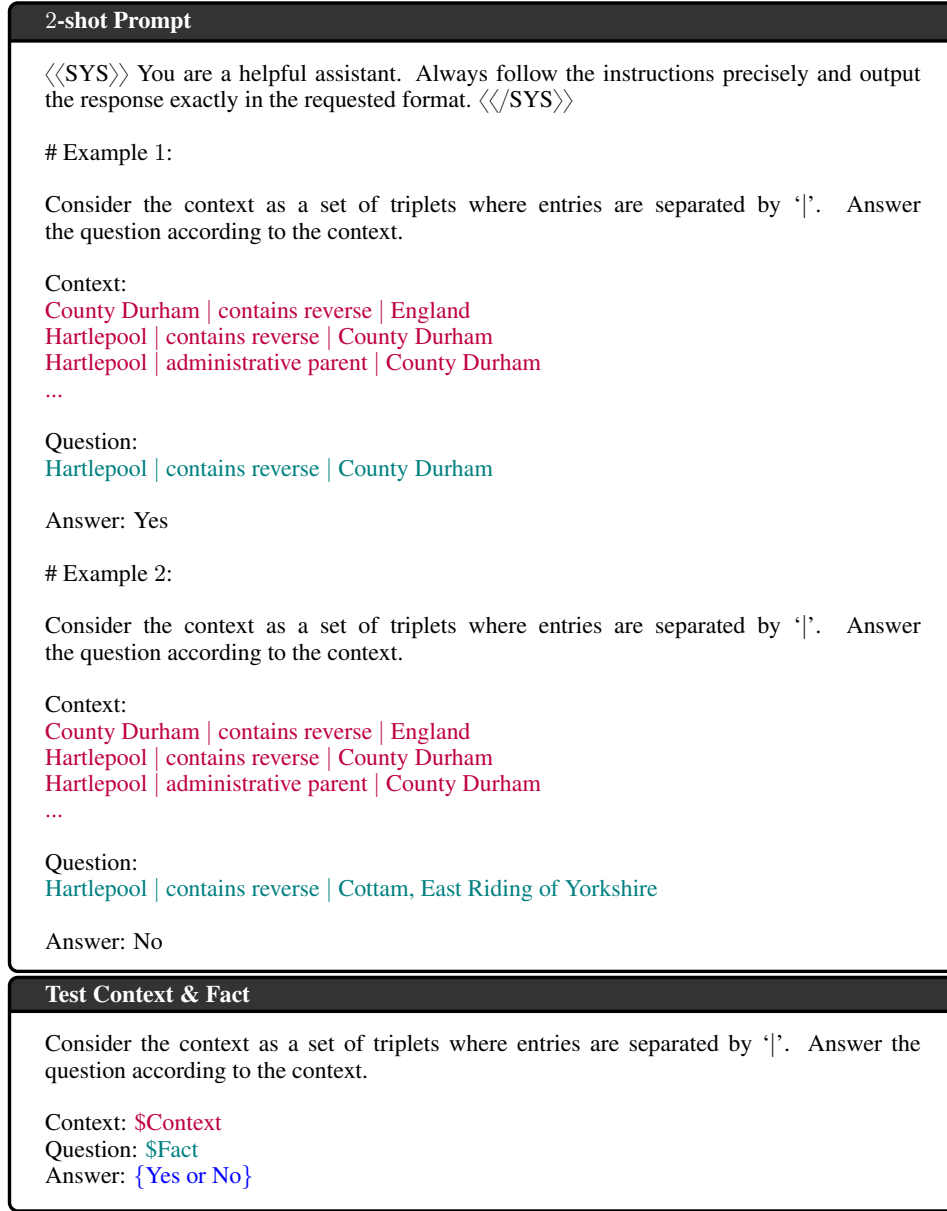 2-shot Prompt
⟨⟨SYS⟩⟩ You are a helpful assistant. Always follow the instructions precisely and output
the response exactly in the requested format. ⟨⟨/SYS⟩⟩
# Example 1:
Consider the context as a set of triplets where entries are separated by ‘|’. Answer
the question according to the context.
Context:
County Durham | contains reverse | England
Hartlepool | contains reverse | County Durham
Hartlepool | administrative parent | County Durham
...
Question:
Hartlepool | contains reverse | County Durham
Answer: Yes
# Example 2:
Consider the context as a set of triplets where entries are separated by ‘|’. Answer
the question according to the context.
Context:
County Durham | contains reverse | England
Hartlepool | contains reverse | County Durham
Hartlepool | administrative parent | County Durham
...
Question:
Hartlepool | contains reverse | Cottam, East Riding of Yorkshire
Answer: No
Test Context & Fact
Consider the context as a set of triplets where entries are separated by ‘|’. Answer the
question according to the context.
Context: $Context
Question: $Fact
Answer: {Yes or No}